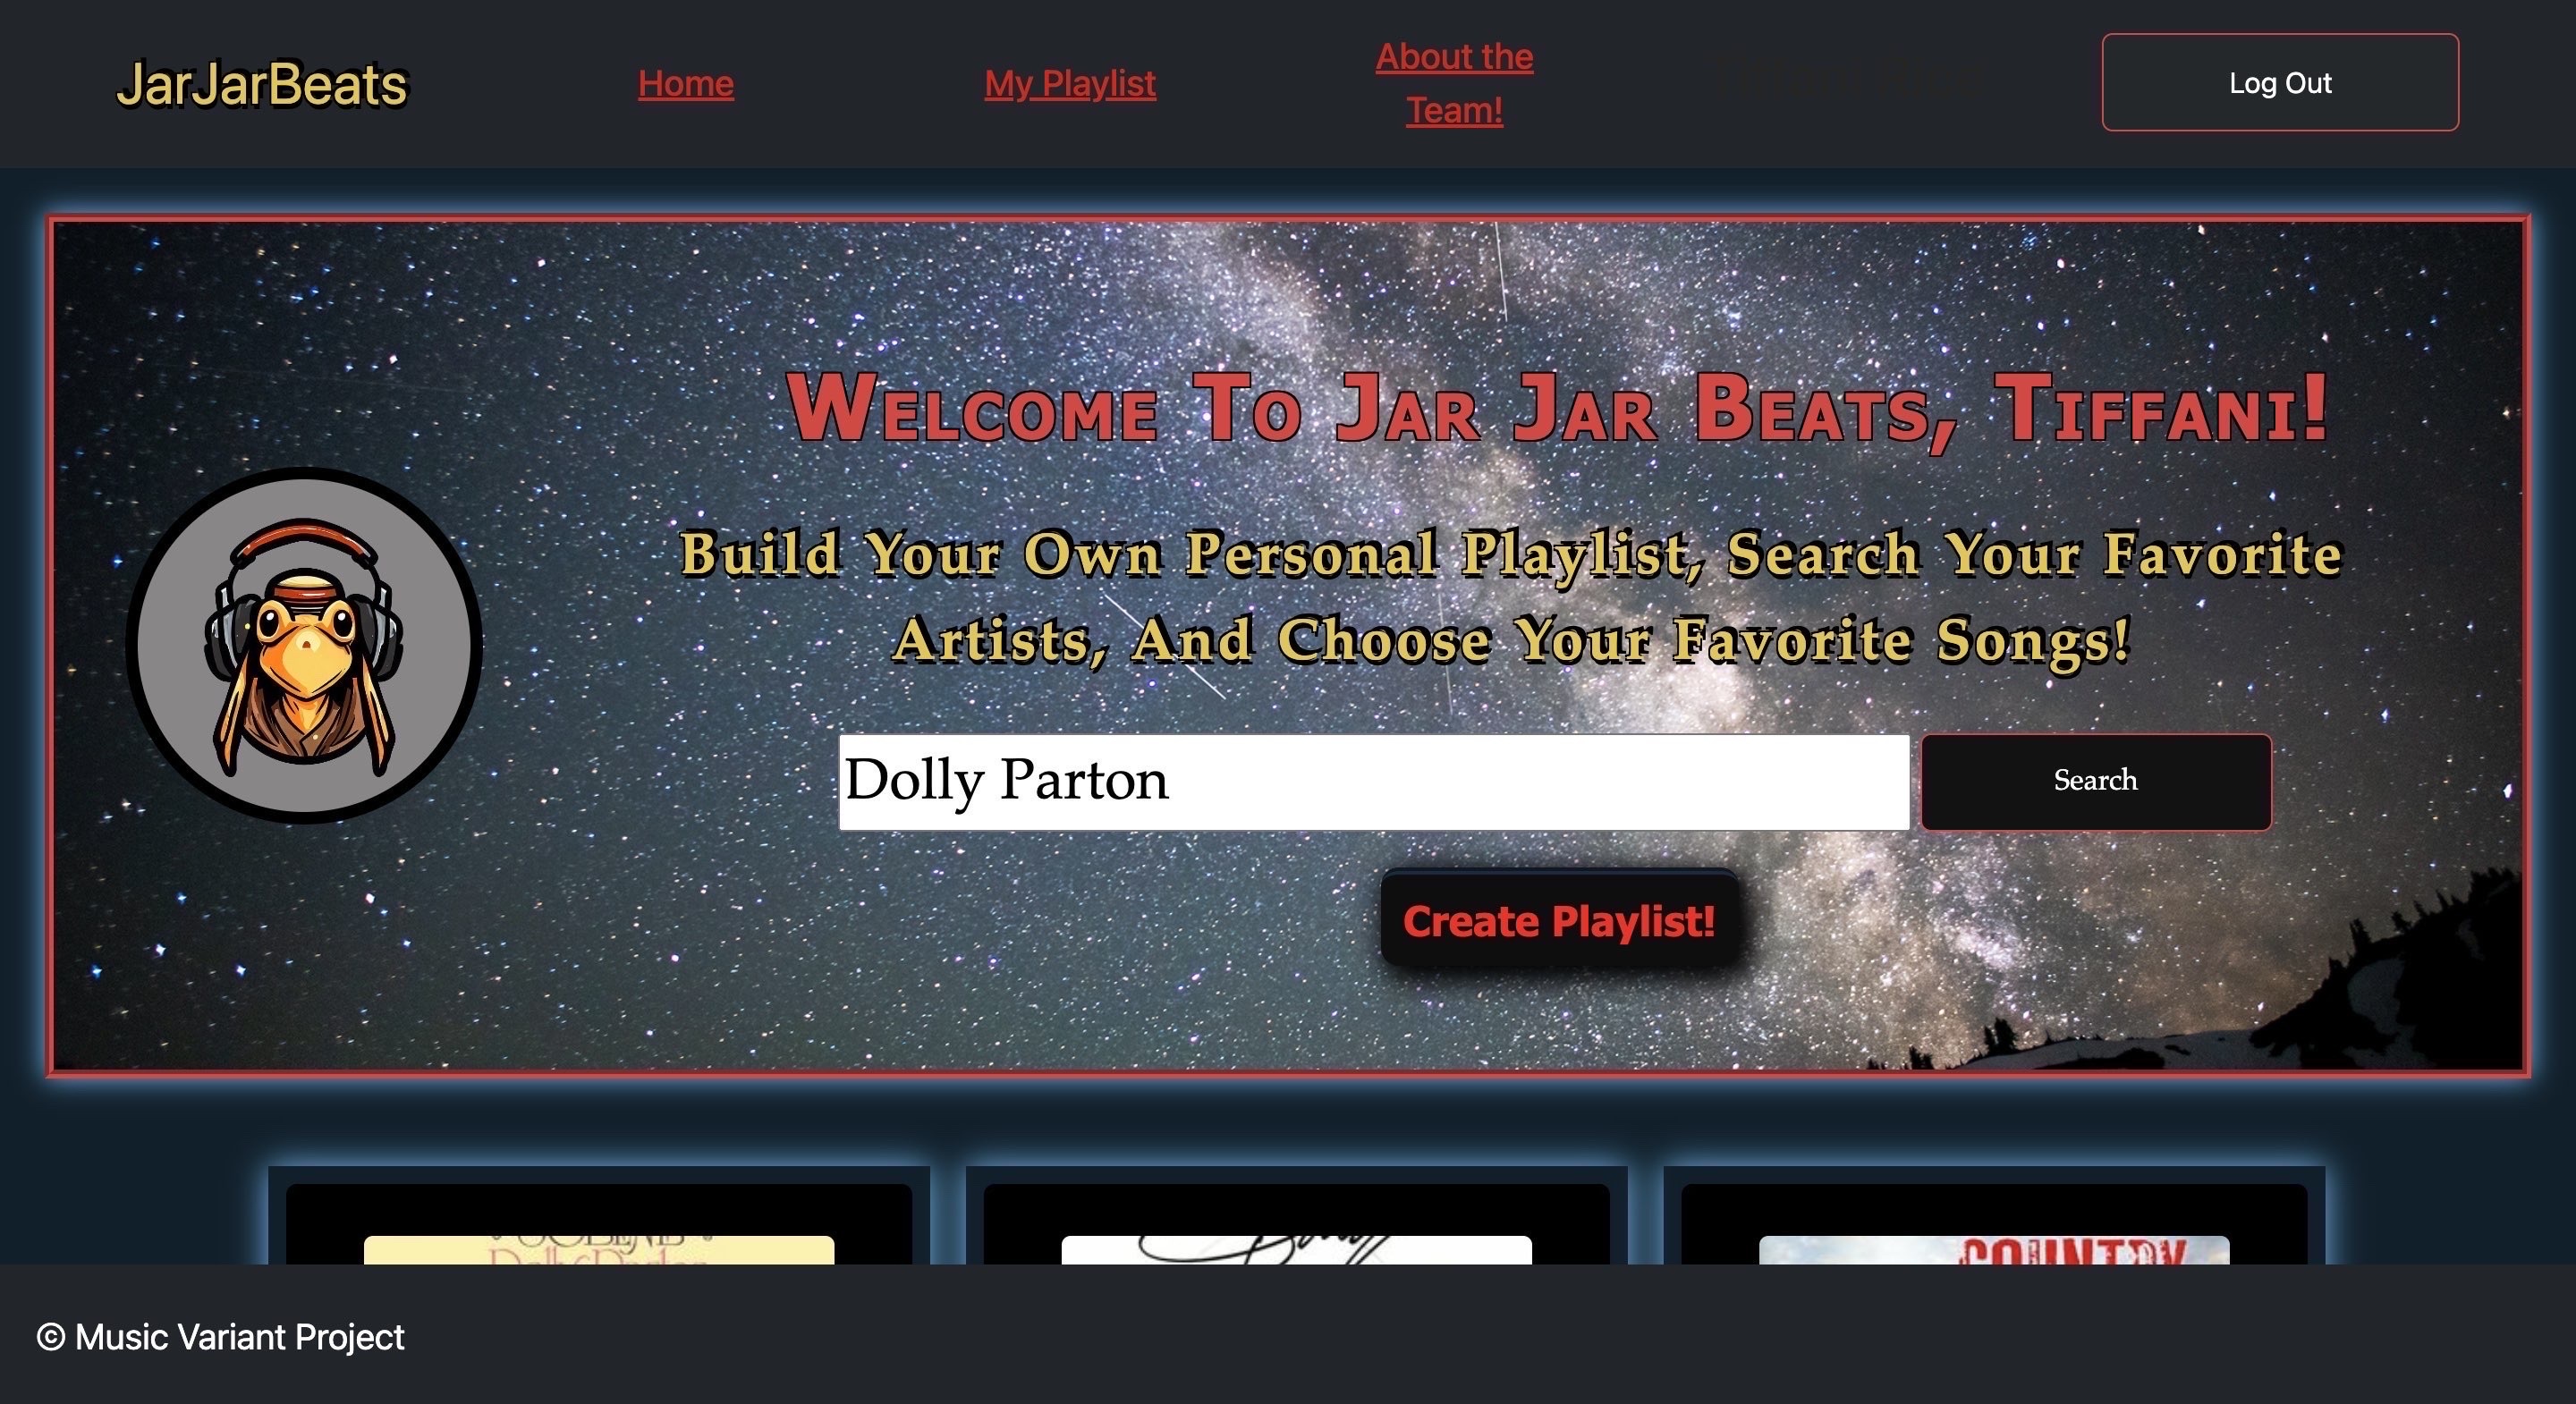 JarJarBeats
Home
My Playlist
About the
Team!
Log Out
Welcome To Jar Jar Beats, Tiffani!
Build Your Own Personal Playlist, Search Your Favorite
Artists, And Choose Your Favorite Songs!
Dolly Parton
Search
Create Playlist!
Dolly Parton
COUNTRY
© Music Variant Project